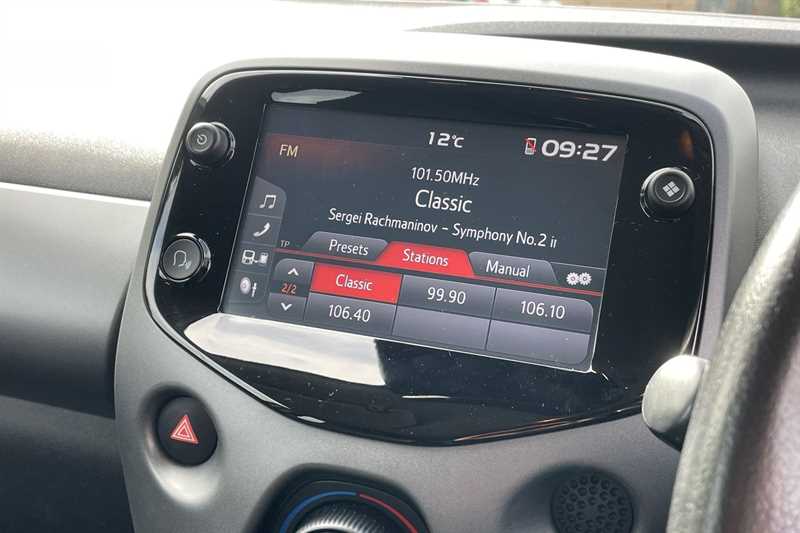 12°C
09:27
FM
101.50MHz
Classic
Sergei Rachmaninov - Symphony No.2 ii
TP
Presets Stations Manual
2/2
Classic 99.90 106.10
106.40